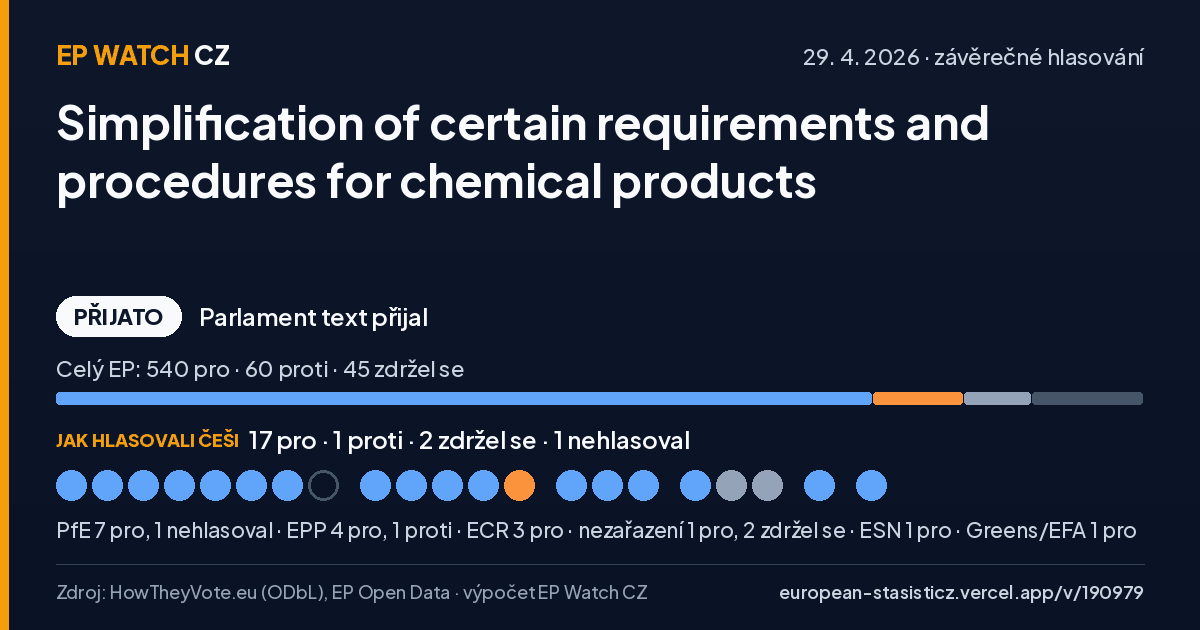 EP WATCH CZ
29. 4. 2026 · závěrečné hlasování
Simplification of certain requirements and
procedures for chemical products
PŘIJATO
Parlament text přijal
Celý EP: 540 pro · 60 proti · 45 zdržel se
JAK HLASOVALI ČEŠI 17 pro · 1 proti · 2 zdržel se · 1 nehlasoval
PfE 7 pro, 1 nehlasoval · EPP 4 pro, 1 proti · ECR 3 pro · nezařazení 1 pro, 2 zdržel se · ESN 1 pro · Greens/EFA 1 pro
Zdroj: HowTheyVote.eu (ODbL), EP Open Data · výpočet EP Watch CZ
european-stasisticz.vercel.app/v/190979